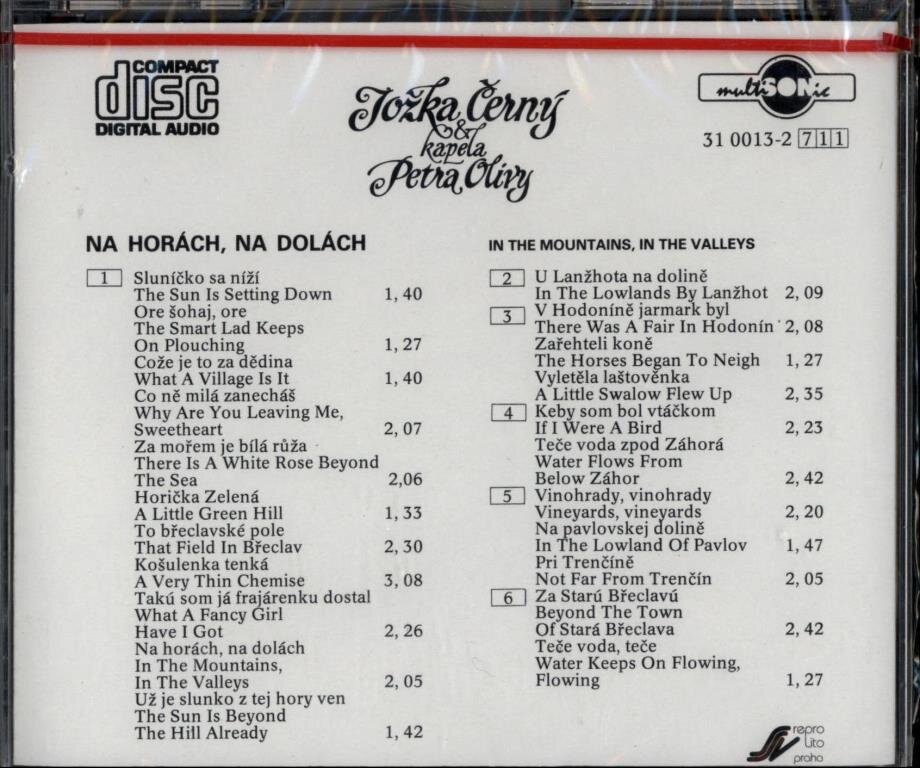 COMPACT
disc
DIGITAL AUDIO
Jožka Černý
&
kapela
Petra Olivy
multiSONic
31 0013-2 711
NA HORÁCH, NA DOLÁCH
1 Sluníčko sa níží
The Sun Is Setting Down 1, 40
Ore šohaj, ore
The Smart Lad Keeps
On Plouching 1, 27
Cože je to za dědina
What A Village Is It 1, 40
Co ně milá zanecháš
Why Are You Leaving Me,
Sweetheart 2, 07
Za mořem je bílá růža
There Is A White Rose Beyond
The Sea 2,06
Horička Zelená
A Little Green Hill 1, 33
To břeclavské pole
That Field In Břeclav 2, 30
Košulenka tenká
A Very Thin Chemise 3, 08
Takú som já frajárenku dostal
What A Fancy Girl
Have I Got 2, 26
Na horách, na dolách
In The Mountains,
In The Valleys 2, 05
Už je slunko z tej hory ven
The Sun Is Beyond
The Hill Already 1, 42
IN THE MOUNTAINS, IN THE VALLEYS
2 U Lanžhota na dolině
In The Lowlands By Lanžhot 2, 09
3 V Hodoníně jarmark byl
There Was A Fair In Hodonín 2, 08
Zařehteli koně
The Horses Began To Neigh 1, 27
Vyletěla laštověnka
A Little Swalow Flew Up 2, 35
4 Keby som bol vtáčkom
If I Were A Bird 2, 23
Teče voda zpod Záhorá
Water Flows From
Below Záhor 2, 42
5 Vinohrady, vinohrady
Vineyards, vineyards 2, 20
Na pavlovskej dolině
In The Lowland Of Pavlov 1, 47
Pri Trenčíně
Not Far From Trenčín 2, 05
6 Za Starú Břeclavú
Beyond The Town
Of Stará Břeclava 2, 42
Teče voda, teče
Water Keeps On Flowing,
Flowing 1, 27
repro
lito
praha